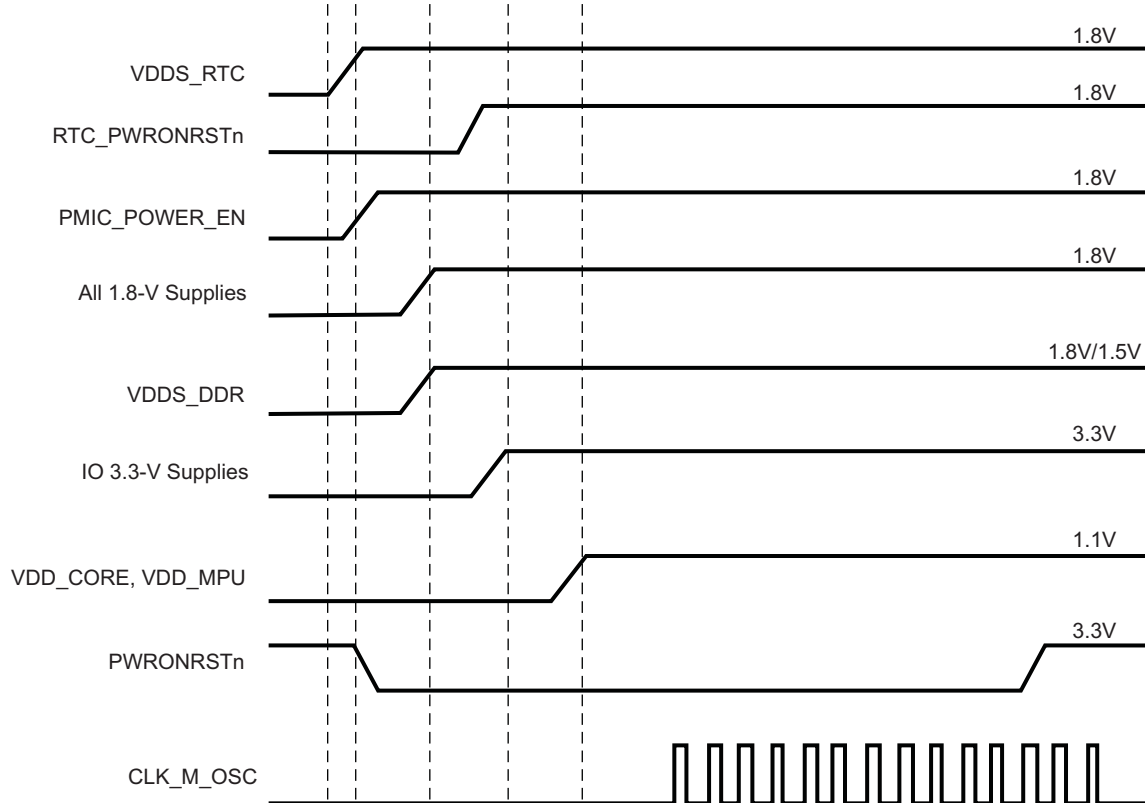 1.8V
VDDS_RTC
1.8V
RTC_PWRONRSTn
1.8V
PMIC_POWER_EN
1.8V
All 1.8-V Supplies
1.8V/1.5V
VDDS_DDR
3.3V
IO 3.3-V Supplies
1.1V
VDD_CORE, VDD_MPU
3.3V
PWRONRSTn
CLK_M_OSC